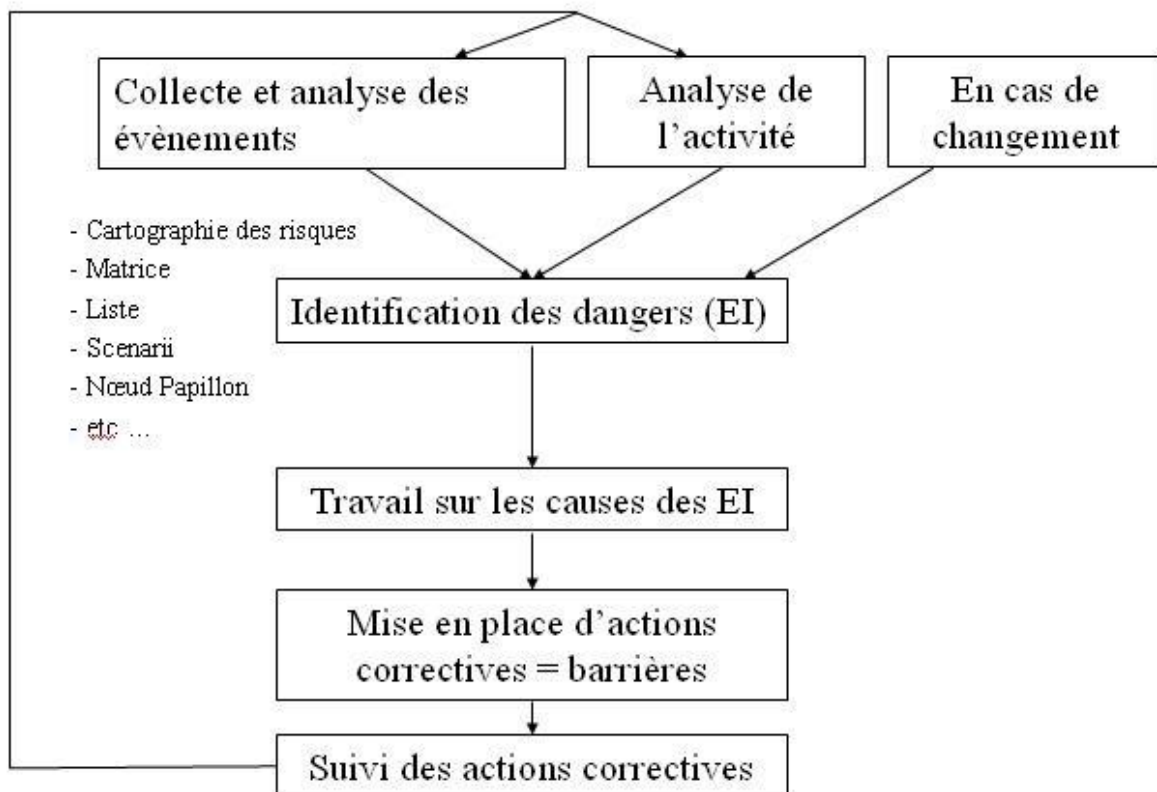 Collecte et analyse des
évènements
Analyse de
l'activité
En cas de
changement
- Cartographie des risques
- Matrice
- Liste
- Scenarii
- Nœud Papillon
- etc …
Identification des dangers (EI)
Travail sur les causes des EI
Mise en place d'actions
correctives = barrières
Suivi des actions correctives